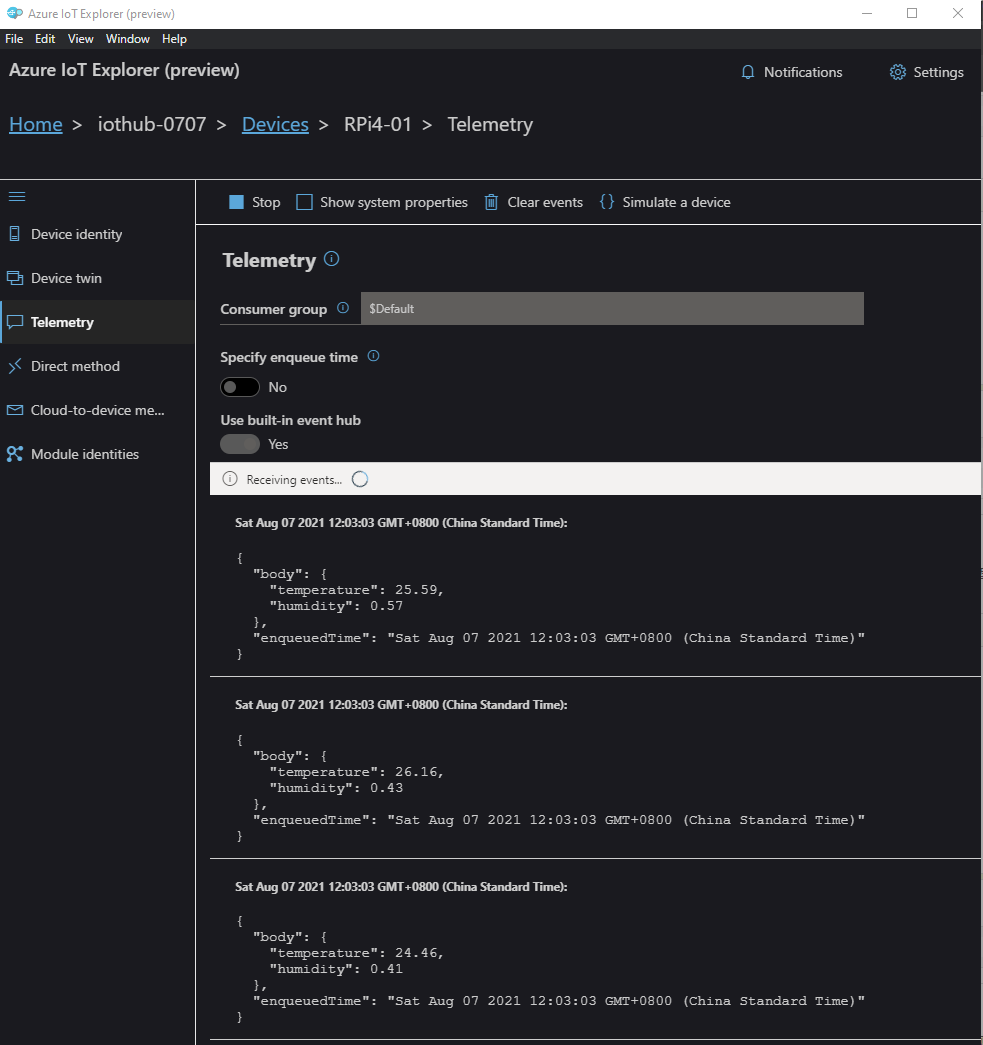 Azure IoT Explorer (preview)
File Edit View Window Help
Azure IoT Explorer (preview)
Notifications
Settings
Home > iothub-0707 > Devices > RPi4-01 > Telemetry
Device identity
Device twin
Telemetry
Direct method
Cloud-to-device me...
Module identities
Stop Show system properties Clear events {} Simulate a device
Telemetry
Consumer group $Default
Specify enqueue time
No
Use built-in event hub
Yes
Receiving events...
Sat Aug 07 2021 12:03:03 GMT+0800 (China Standard Time):
{
"body": {
"temperature": 25.59,
"humidity": 0.57
},
"enqueuedTime": "Sat Aug 07 2021 12:03:03 GMT+0800 (China Standard Time)"
}
Sat Aug 07 2021 12:03:03 GMT+0800 (China Standard Time):
{
"body": {
"temperature": 26.16,
"humidity": 0.43
},
"enqueuedTime": "Sat Aug 07 2021 12:03:03 GMT+0800 (China Standard Time)"
}
Sat Aug 07 2021 12:03:03 GMT+0800 (China Standard Time):
{
"body": {
"temperature": 24.46,
"humidity": 0.41
},
"enqueuedTime": "Sat Aug 07 2021 12:03:03 GMT+0800 (China Standard Time)"
}